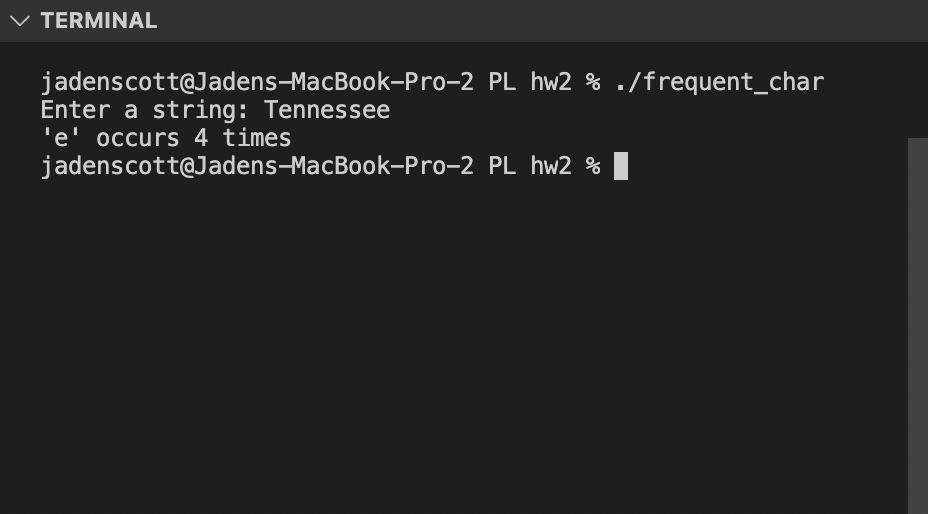 TERMINAL
jadenscott@Jadens-MacBook-Pro-2 PL hw2 % ./frequent_char
Enter a string: Tennessee
'e' occurs 4 times
jadenscott@Jadens-MacBook-Pro-2 PL hw2 %